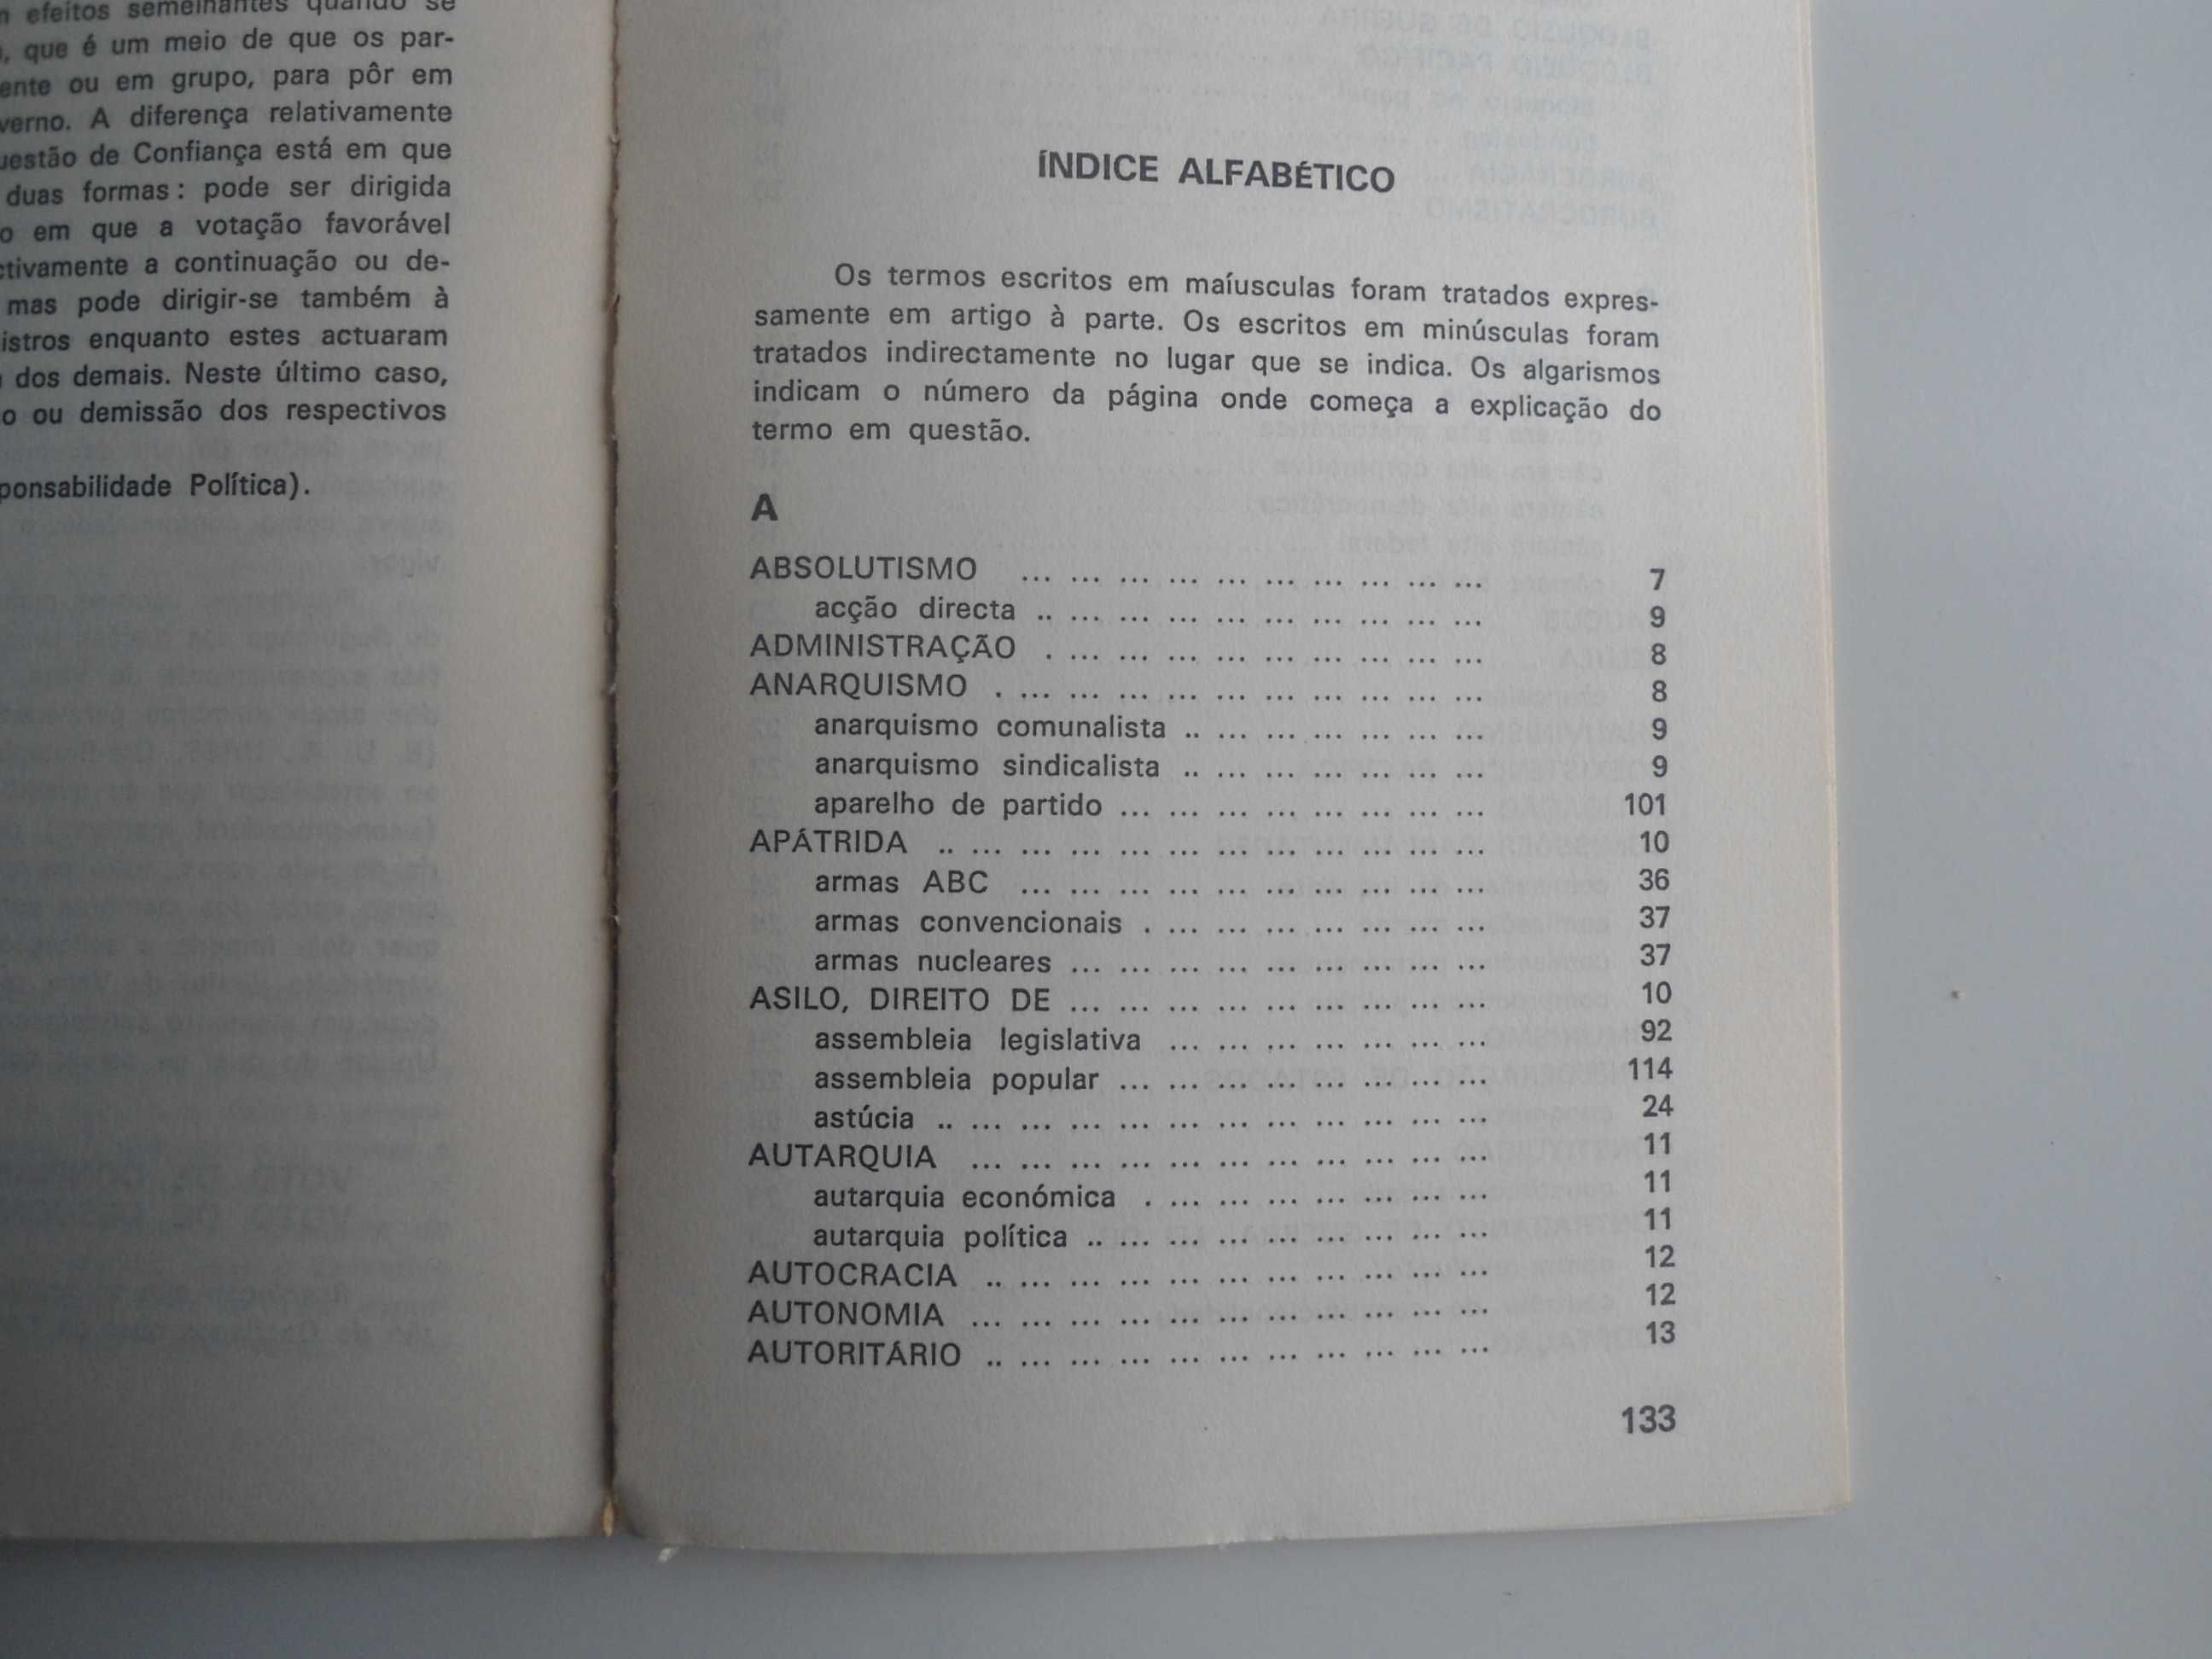 efeitos semelhantes quando se
, que é um meio de que os par-
ente ou em grupo, para pôr em
verno. A diferença relativamente
uestão de Confiança está em que
duas formas: pode ser dirigida
o em que a votação favorável
ctivamente a continuação ou de-
mas pode dirigir-se também à
istros enquanto estes actuaram
dos demais. Neste último caso,
o ou demissão dos respectivos
ponsabilidade Política).
ÍNDICE ALFABÉTICO
Os termos escritos em maíusculas foram tratados expres-
samente em artigo à parte. Os escritos em minúsculas foram
tratados indirectamente no lugar que se indica. Os algarismos
indicam o número da página onde começa a explicação do
termo em questão.
A
ABSOLUTISMO ... ... ... ... ... ... ... ... ... ... 7
acção directa .. ... ... ... ... ... ... ... ... ... 9
ADMINISTRAÇÃO . ... ... ... ... ... ... ... ... ... 8
ANARQUISMO . ... ... ... ... ... ... ... ... ... ... 8
anarquismo comunalista .. ... ... ... ... ... ... 9
anarquismo sindicalista .. ... ... ... ... ... ... 9
aparelho de partido ... ... ... ... ... ... ... ... 101
APÁTRIDA .. ... ... ... ... ... ... ... ... ... ... ... 10
armas ABC ... ... ... ... ... ... ... ... ... ... 36
armas convencionais . ... ... ... ... ... ... ... 37
armas nucleares ... ... ... ... ... ... ... ... ... 37
ASILO, DIREITO DE ... ... ... ... ... ... ... ... ... 10
assembleia legislativa ... ... ... ... ... ... ... 92
assembleia popular ... ... ... ... ... ... ... ... 114
astúcia .. ... ... ... ... ... ... ... ... ... ... ... 24
AUTARQUIA ... ... ... ... ... ... ... ... ... ... ... 11
autarquia económica . ... ... ... ... ... ... ... 11
autarquia política .. ... ... ... ... ... ... ... ... 11
AUTOCRACIA .. ... ... ... ... ... ... ... ... ... ... 12
AUTONOMIA ... ... ... ... ... ... ... ... ... ... ... 12
AUTORITÁRIO .. ... ... ... ... ... ... ... ... ... ... 13
133